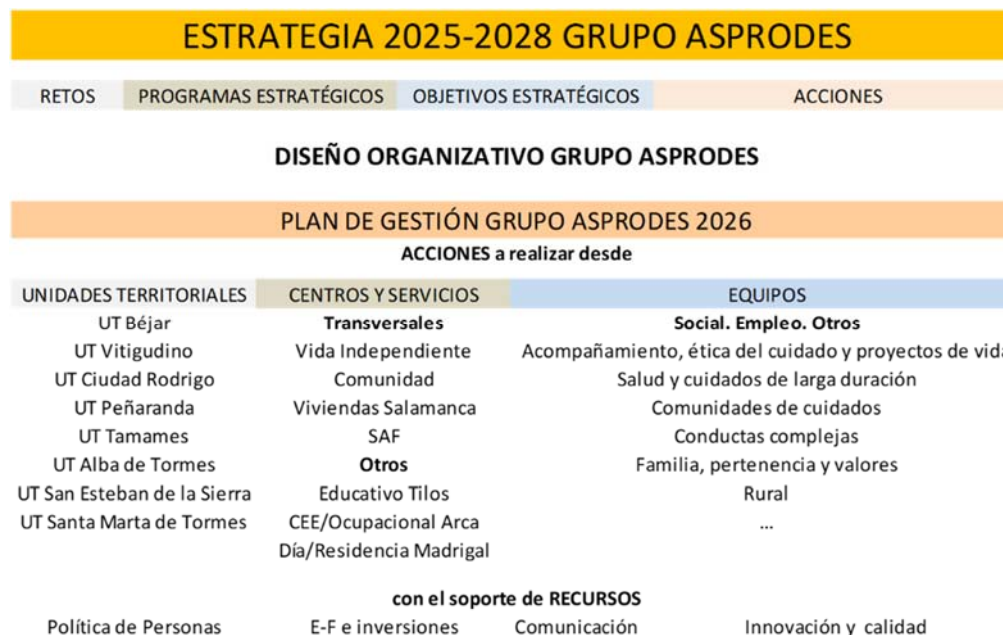 ESTRATEGIA 2025-2028 GRUPO ASPRODES
RETOS PROGRAMAS ESTRATÉGICOS OBJETIVOS ESTRATÉGICOS ACCIONES
DISEÑO ORGANIZATIVO GRUPO ASPRODES
PLAN DE GESTIÓN GRUPO ASPRODES 2026
ACCIONES a realizar desde
UNIDADES TERRITORIALES CENTROS Y SERVICIOS EQUIPOS
UT Béjar Transversales Social. Empleo. Otros
UT Vitigudino Vida Independiente Acompañamiento, ética del cuidado y proyectos de vida
UT Ciudad Rodrigo Comunidad Salud y cuidados de larga duración
UT Peñaranda Viviendas Salamanca Comunidades de cuidados
UT Tamames SAF Conductas complejas
UT Alba de Tormes Otros Familia, pertenencia y valores
UT San Esteban de la Sierra Educativo Tilos Rural
UT Santa Marta de Tormes CEE/Ocupacional Arca ...
Día/Residencia Madrigal
con el soporte de RECURSOS
Política de Personas E-F e inversiones Comunicación Innovación y calidad